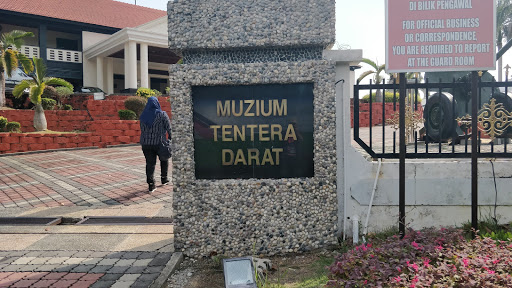 MUZIUM
TENTERA
DARAT
DI BILIK PENGAWAL
FOR OFFICIAL BUSINESS
OR CORRESPONDENCE.
YOU ARE REQUIRED TO REPORT
AT THE GUARD ROOM